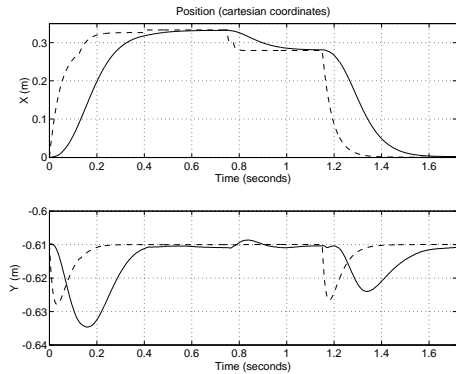 Position (cartesian coordinates)
X (m)
0.3
0.2
0.1
0
0 0.2 0.4 0.6 0.8 1 1.2 1.4 1.6
Time (seconds)
Y (m)
-0.6
-0.61
-0.62
-0.63
-0.64
0 0.2 0.4 0.6 0.8 1 1.2 1.4 1.6
Time (seconds)